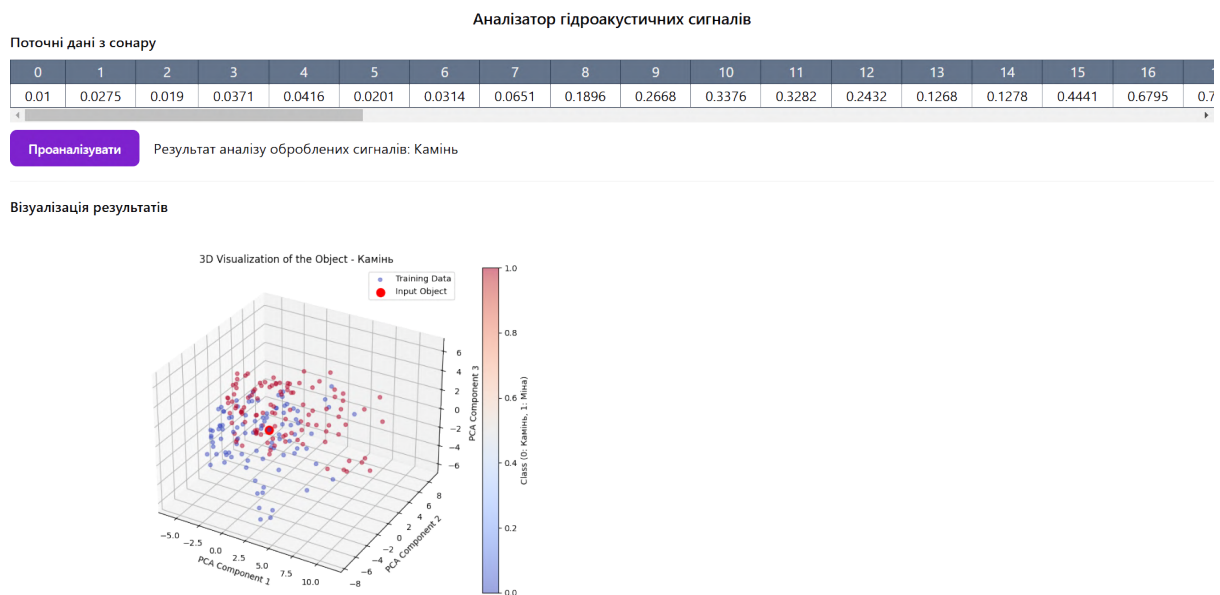 Аналізатор гідроакустичних сигналів
Поточні дані з сонару
0 1 2 3 4 5 6 7 8 9 10 11 12 13 14 15 16
0.01 0.0275 0.019 0.0371 0.0416 0.0201 0.0314 0.0651 0.1896 0.2668 0.3376 0.3282 0.2432 0.1268 0.1278 0.4441 0.6795
Проаналізувати Результат аналізу оброблених сигналів: Камінь
Візуалізація результатів
3D Visualization of the Object - Камінь
Training Data
Input Object
1.0
0.8
0.6
0.4
0.2
0.0
Class (0: Камінь, 1: Міна)
6
4
2
0
−2
−4
−6
PCA Component 3
8
6
4
2
0
−2
−4
−6
−8
PCA Component 2
−5.0
−2.5
0.0
2.5
5.0
7.5
10.0
PCA Component 1